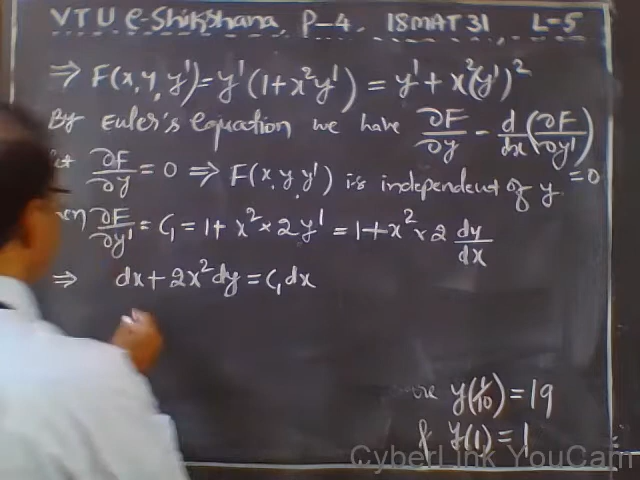 VTU e-Shikshana, P-4, 18MAT31, L-5
⇒ F(x, y, y') = y'(1+x²y') = y' + x²(y')²
By Euler's equation we have ∂F/∂y - d/dx(∂F/∂y') = 0
∂F/∂y = 0 ⇒ F(x, y, y') is independent of y
∂F/∂y' = C₁ = 1+ x² × 2y' = 1+x² × 2 dy/dx
⇒ dx + 2x²dy = C₁dx
y(1/10) = 19
& y(1) = 1
CyberLink YouCam